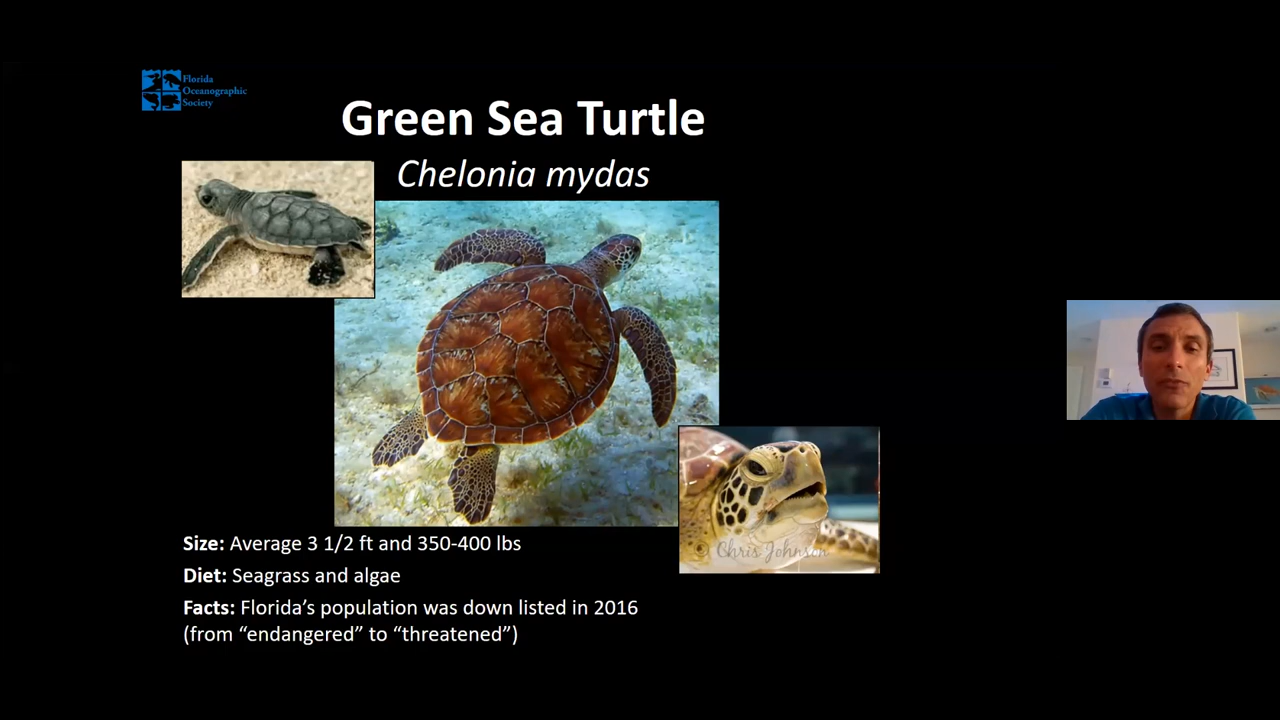 Florida
Oceanographic
Society
Green Sea Turtle
Chelonia mydas
© Chris Johnson
Size: Average 3 1/2 ft and 350-400 lbs
Diet: Seagrass and algae
Facts: Florida’s population was down listed in 2016
(from “endangered” to “threatened”)